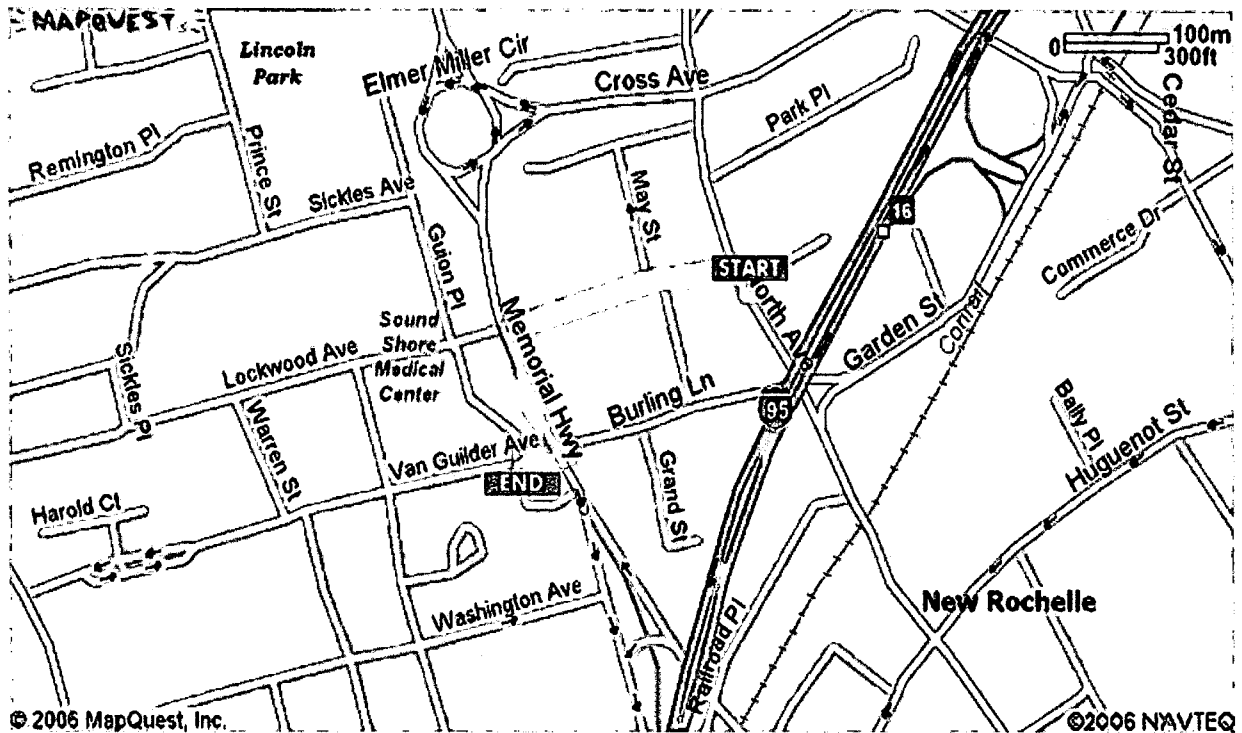 MAPQUEST
Lincoln
Park
Elmer Miller Cir
Cross Ave
0 100m
300ft
Cedar St
Park Pl
Remington Pl
Prince St
Sickles Ave
May St
16
Commerce Dr
Guion Pl
START
North Av
Memorial Hwy
Garden St
Conrail
Sound
Shore
Medical
Center
Sickles Pl
Lockwood Ave
Burling Ln
95
Bally Pl
Huguenot St
Warren St
Van Guilder Ave
END
Grand St
Harold Ct
Washington Ave
New Rochelle
Railroad Pl
© 2006 MapQuest, Inc.
©2006 NAVTEQ